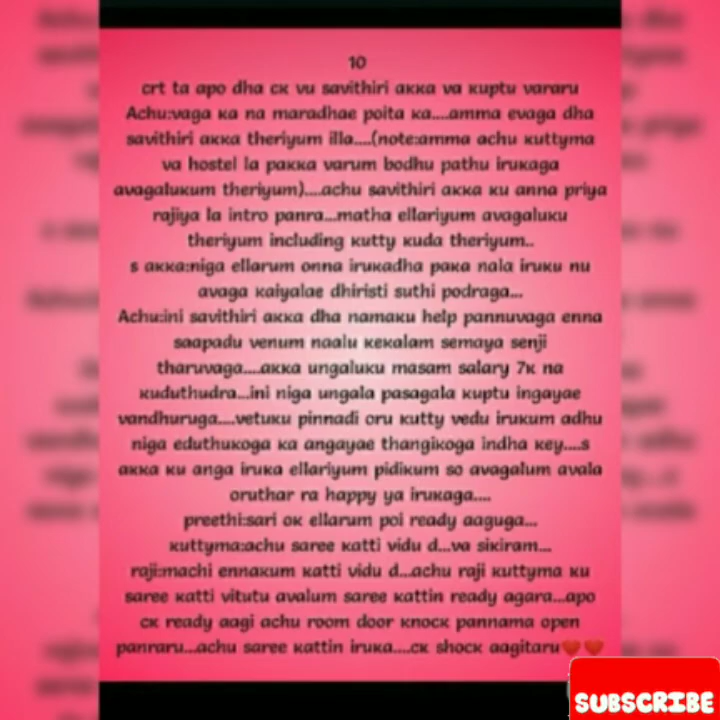 10
crt ta apo dha ck vu savithiri akka va kuptu vararu
Achu:vaga ka na maradhae poita ka....amma evaga dha
savithiri akka theriyum illa....(note:amma achu kuttyma
va hostel la pakka varum bodhu pathu irukaga
avagalukum theriyum)....achu savithiri akka ku anna priya
rajiya la intro panra...matha ellariyum avagaluku
theriyum including kutty kuda theriyum..
s akka:niga ellarum onna irukadha paka nala iruku nu
avaga kaiyalae dhiristi suthi podraga...
Achu:ini savithiri akka dha namaku help pannuvaga enna
saapadu venum naalu kekalam semaya senji
tharuvaga....akka ungaluku masam salary 7k na
kuduthudra...ini niga ungala pasagala kuptu ingayae
vandhuruga....vetuku pinnadi oru kutty vedu irukum adhu
niga eduthukoga ka angayae thangikoga indha key....s
akka ku anga iruka ellariyum pidikum so avagalum avala
oruthar ra happy ya irukaga....
preethi:sari ok ellarum poi ready aaguga...
kuttyma:achu saree katti vidu d...va sikiram...
raji:machi ennakum katti vidu d...achu raji kuttyma ku
saree katti vitutu avalum saree kattin ready agara...apo
ck ready aagi achu room door knock pannama open
panraru...achu saree kattin iruka....ck shock aagitaru❤️❤️
SUBSCRIBE